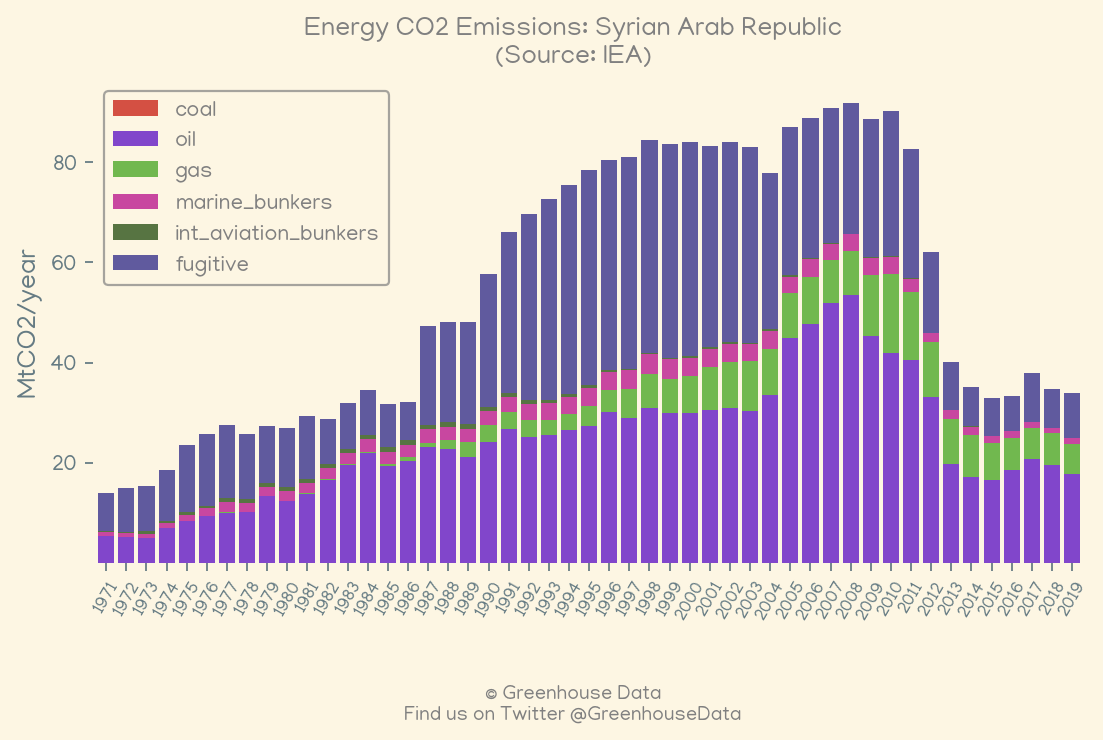 Energy CO2 Emissions: Syrian Arab Republic
(Source: IEA)
coal
oil
gas
marine_bunkers
int_aviation_bunkers
fugitive
MtCO2/year
80
60
40
20
1971 1972 1973 1974 1975 1976 1977 1978 1979 1980 1981 1982 1983 1984 1985 1986 1987 1988 1989 1990 1991 1992 1993 1994 1995 1996 1997 1998 1999 2000 2001 2002 2003 2004 2005 2006 2007 2008 2009 2010 2011 2012 2013 2014 2015 2016 2017 2018 2019
© Greenhouse Data
Find us on Twitter @GreenhouseData